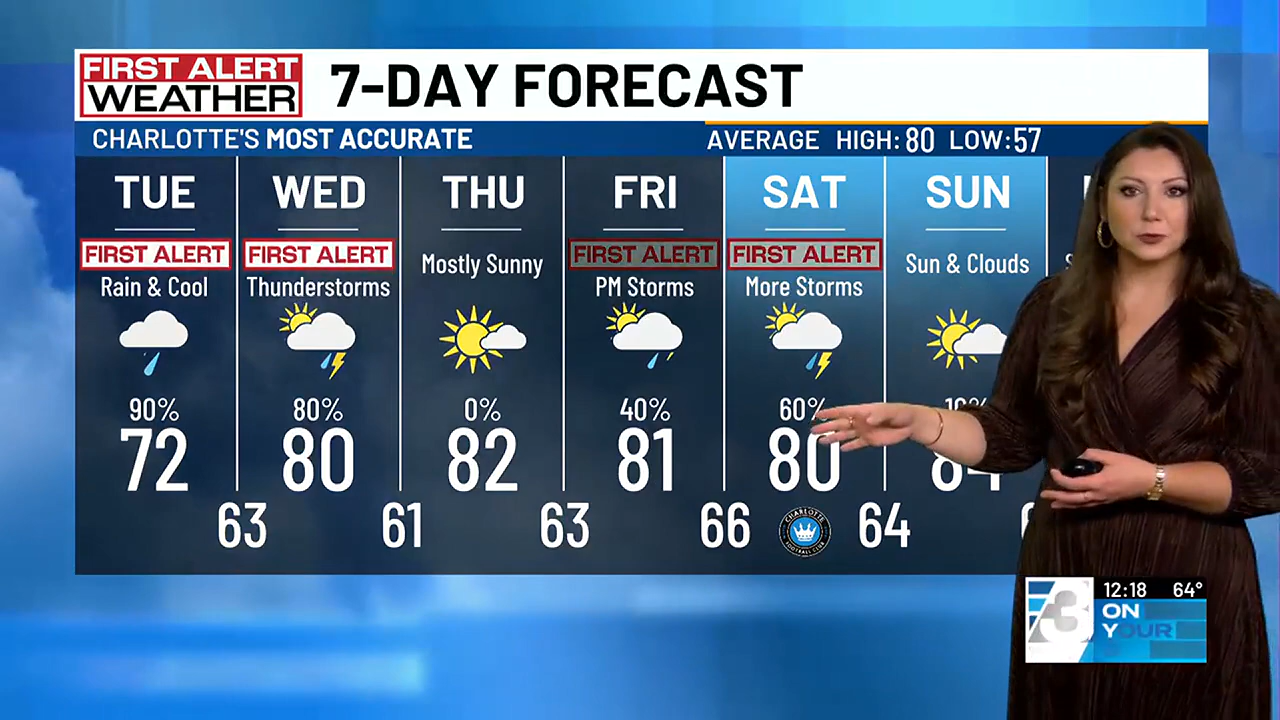 FIRST ALERT
WEATHER
7-DAY FORECAST
CHARLOTTE'S MOST ACCURATE
AVERAGE HIGH:80 LOW:57
TUE WED THU FRI SAT SUN
FIRST ALERT FIRST ALERT FIRST ALERT FIRST ALERT
Mostly Sunny Sun & Clouds
Rain & Cool Thunderstorms PM Storms More Storms
90% 80% 0% 40% 60% 10%
72 80 82 81 80 84
63 61 63 66 64
CHARLOTTE
FOOTBALL CLUB
3 12:18 64°
ON
YOUR